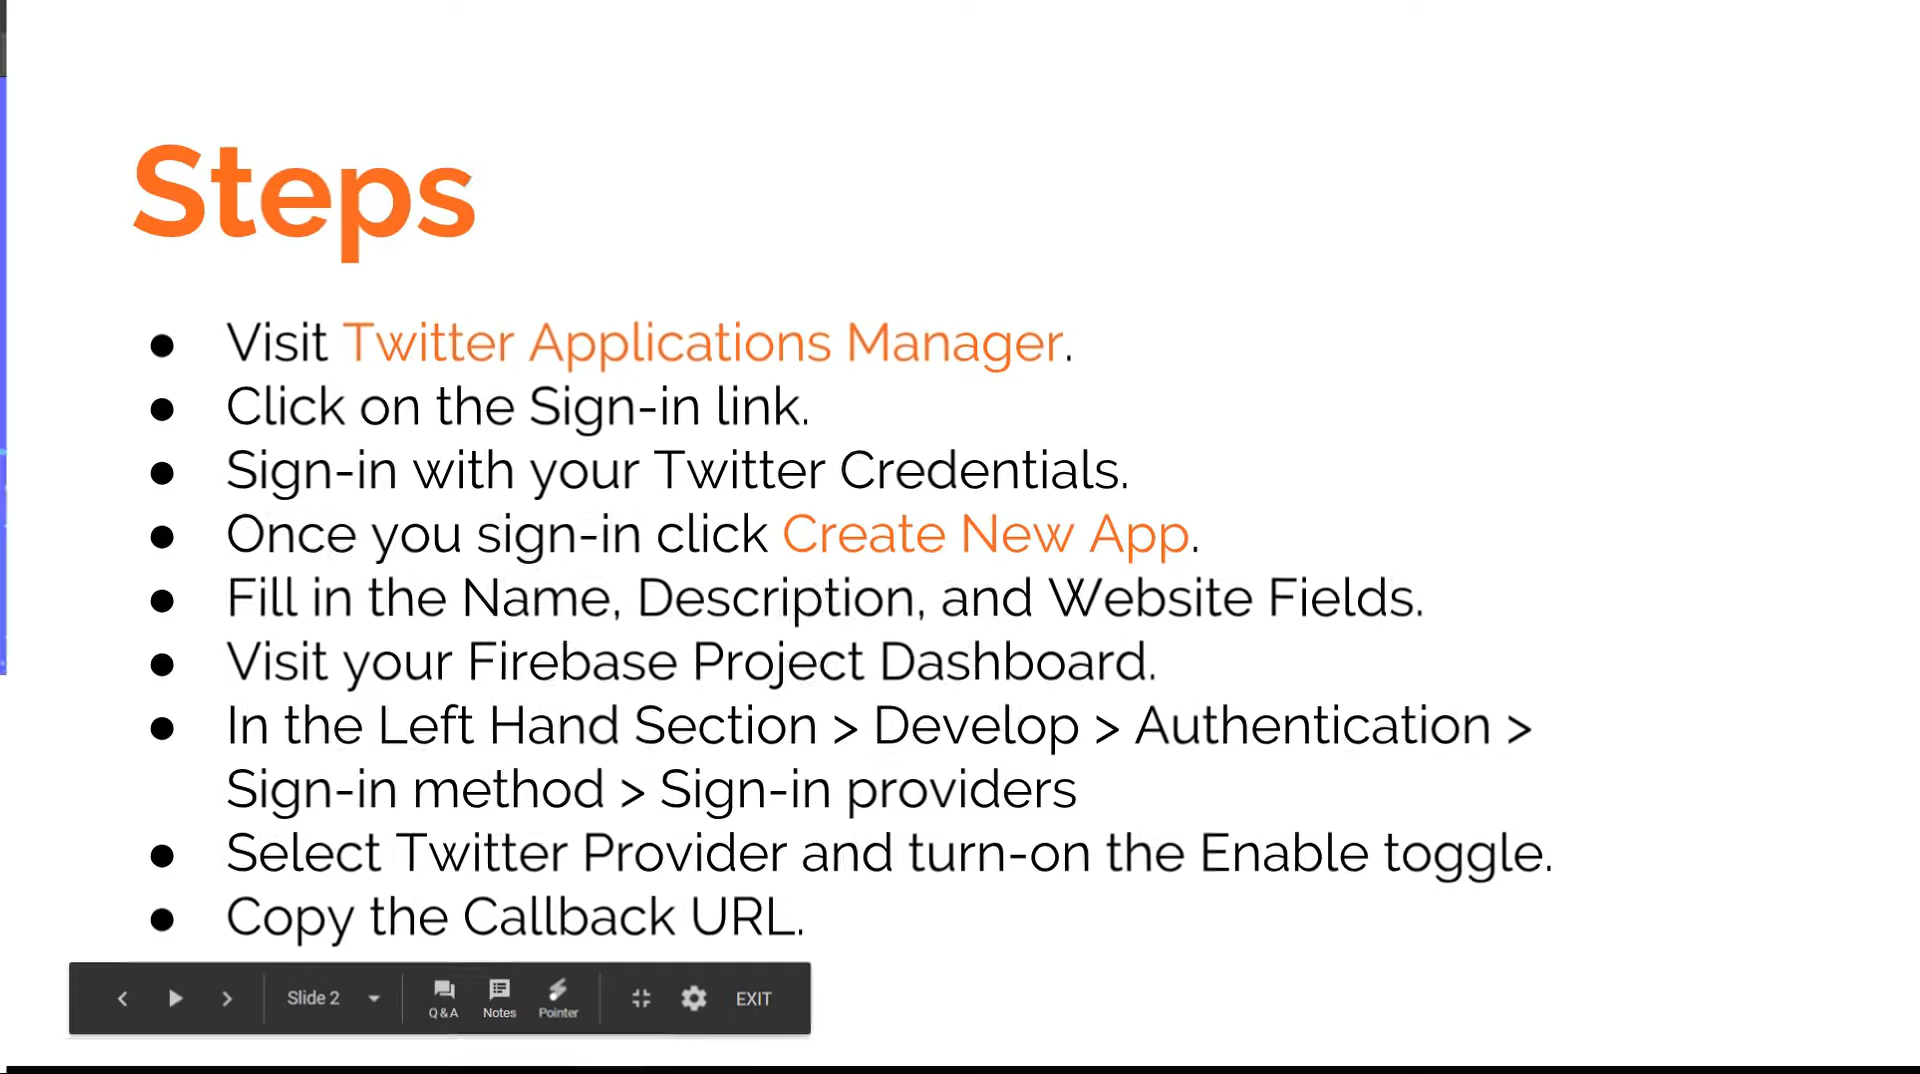 Steps
● Visit Twitter Applications Manager.
● Click on the Sign-in link.
● Sign-in with your Twitter Credentials.
● Once you sign-in click Create New App.
● Fill in the Name, Description, and Website Fields.
● Visit your Firebase Project Dashboard.
● In the Left Hand Section > Develop > Authentication >
Sign-in method > Sign-in providers
● Select Twitter Provider and turn-on the Enable toggle.
● Copy the Callback URL.
Slide 2 Q&A Notes Pointer EXIT